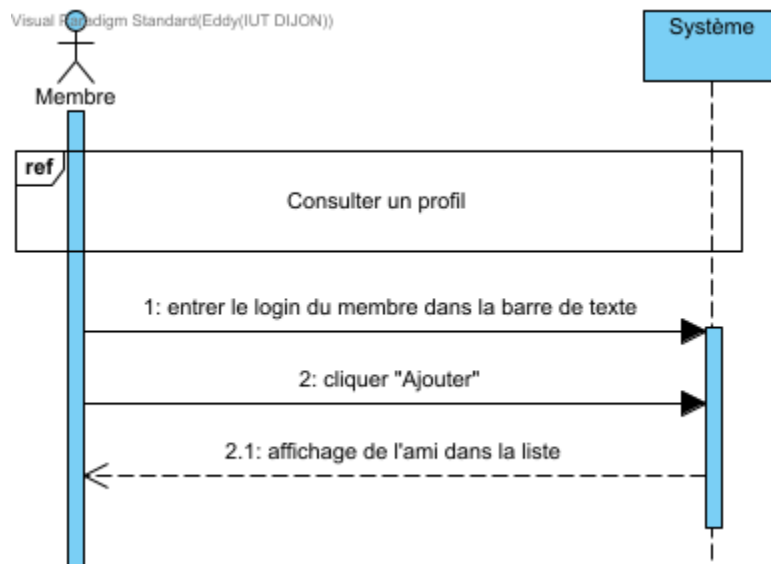 Visual Paradigm Standard(Eddy(IUT DIJON))
Système
Membre
ref
Consulter un profil
1: entrer le login du membre dans la barre de texte
2: cliquer "Ajouter"
2.1: affichage de l'ami dans la liste